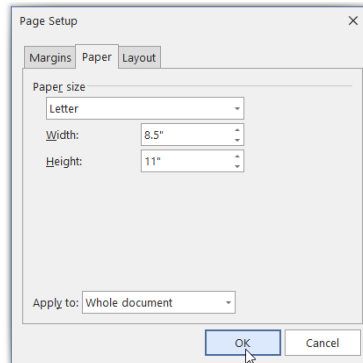 Page Setup
Margins Paper Layout
Paper size
Letter
Width: 8.5"
Height: 11"
Apply to: Whole document
OK Cancel